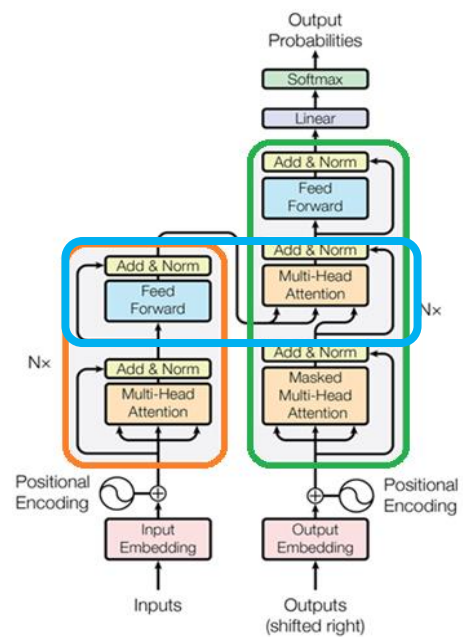 Output
Probabilities
Softmax
Linear
Add & Norm
Feed
Forward
Add & Norm
Multi-Head
Attention
Nx
Add & Norm
Masked
Multi-Head
Attention
Add & Norm
Feed
Forward
Nx
Add & Norm
Multi-Head
Attention
Positional
Encoding
Positional
Encoding
Input
Embedding
Output
Embedding
Inputs
Outputs
(shifted right)